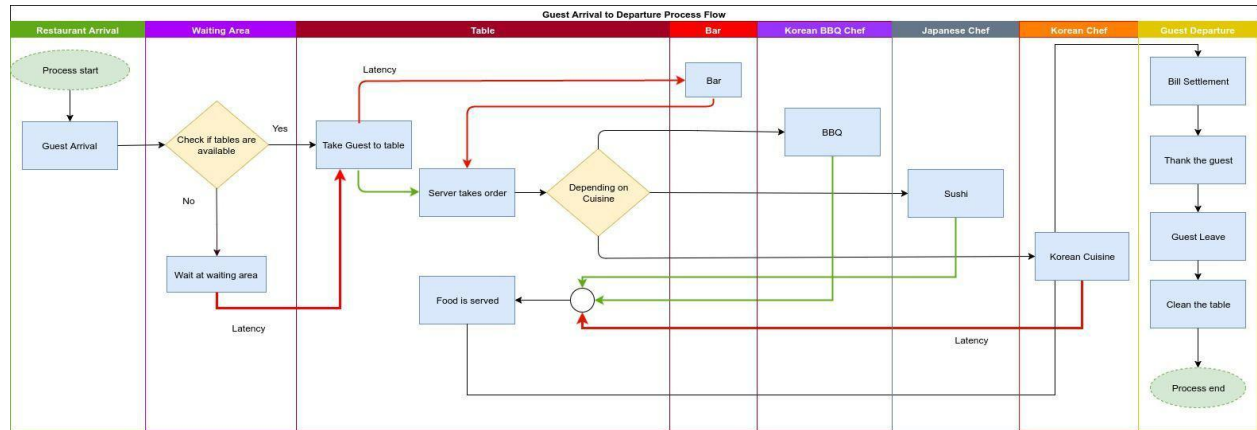 Guest Arrival to Departure Process Flow
Restaurant Arrival
Waiting Area
Table
Bar
Korean BBQ Chef
Japanese Chef
Korean Chef
Guest Departure
Process start
Latency
Bar
Bill Settlement
Guest Arrival
Check if tables are
available
Yes
Take Guest to table
BBQ
Thank the guest
No
Server takes order
Depending on
Cuisine
Sushi
Guest Leave
Wait at waiting area
Korean Cuisine
Food is served
Clean the table
Latency
Latency
Process end